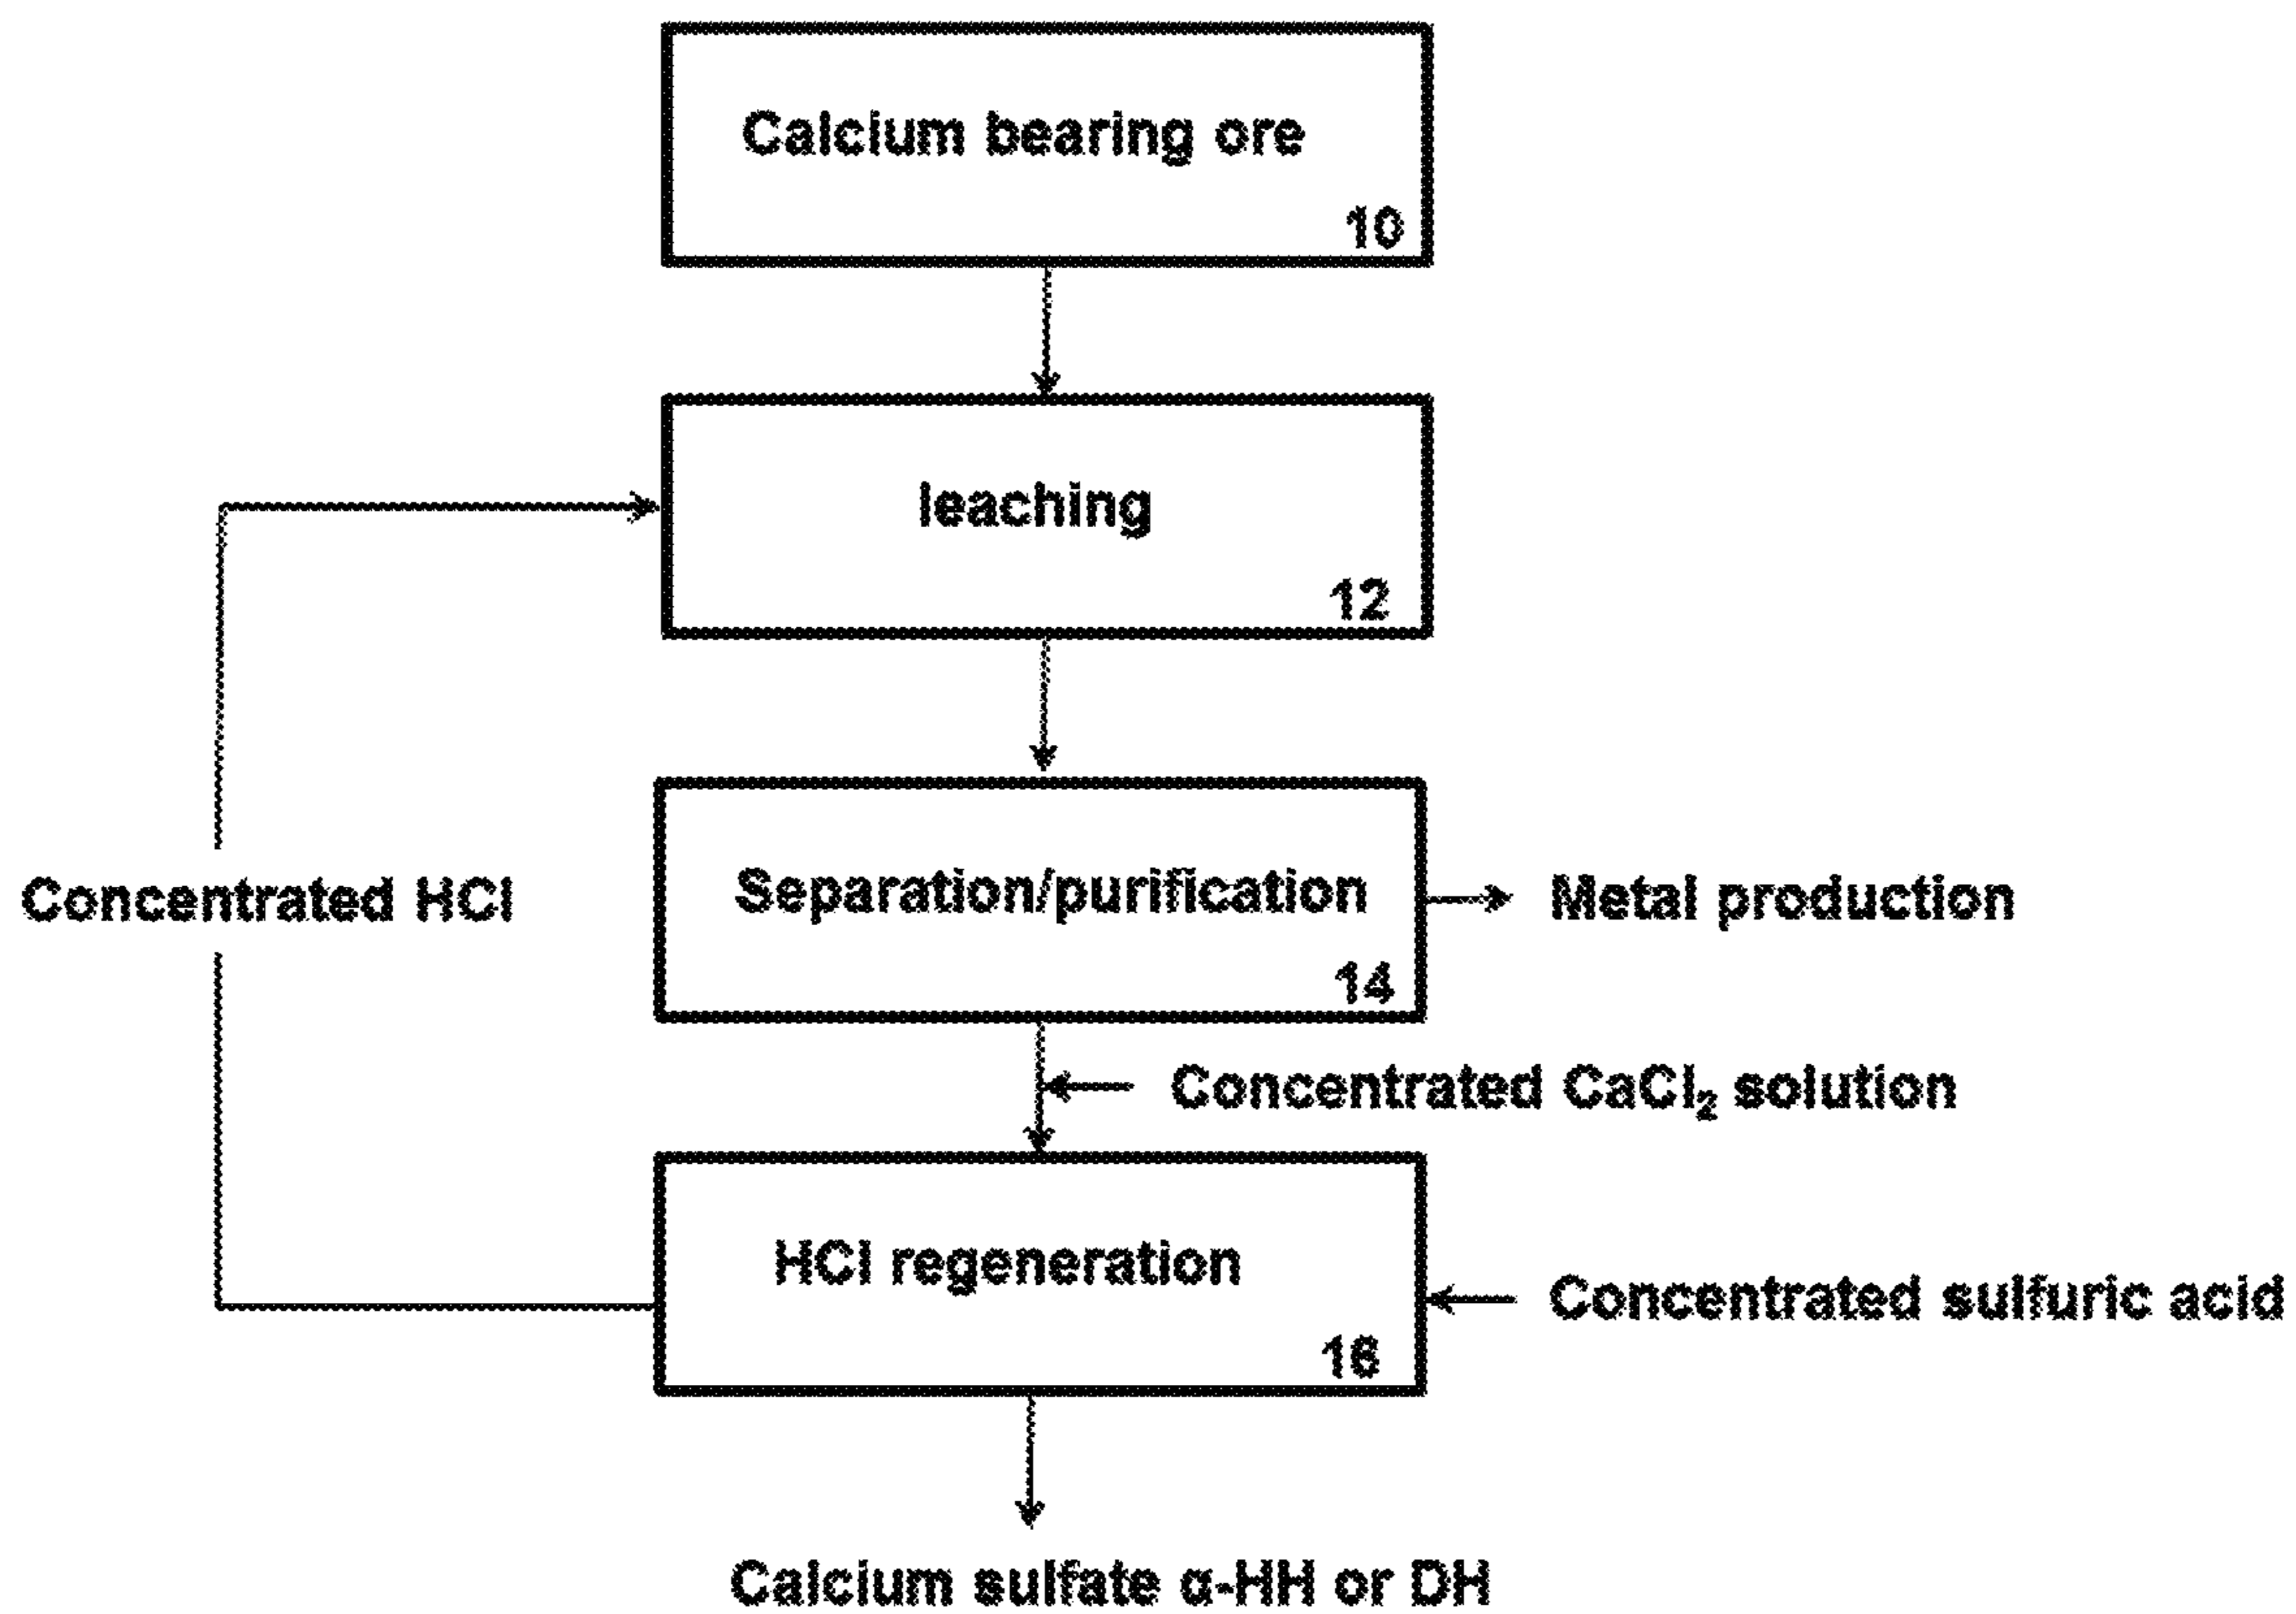 Calcium bearing ore
10
leaching
12
Concentrated HCl
Separation/purification
14
Metal production
Concentrated CaCl₂ solution
HCl regeneration
16
Concentrated sulfuric acid
Calcium sulfate α-HH or DH